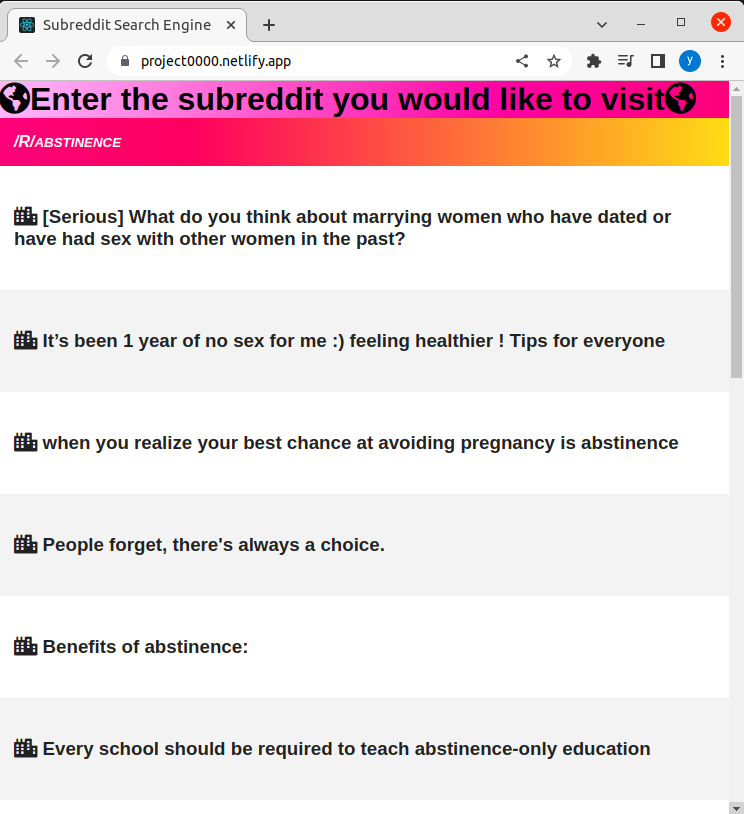 Subreddit Search Engine
project0000.netlify.app
y
Enter the subreddit you would like to visit
/R/ABSTINENCE
[Serious] What do you think about marrying women who have dated or
have had sex with other women in the past?
It’s been 1 year of no sex for me :) feeling healthier ! Tips for everyone
when you realize your best chance at avoiding pregnancy is abstinence
People forget, there's always a choice.
Benefits of abstinence:
Every school should be required to teach abstinence-only education